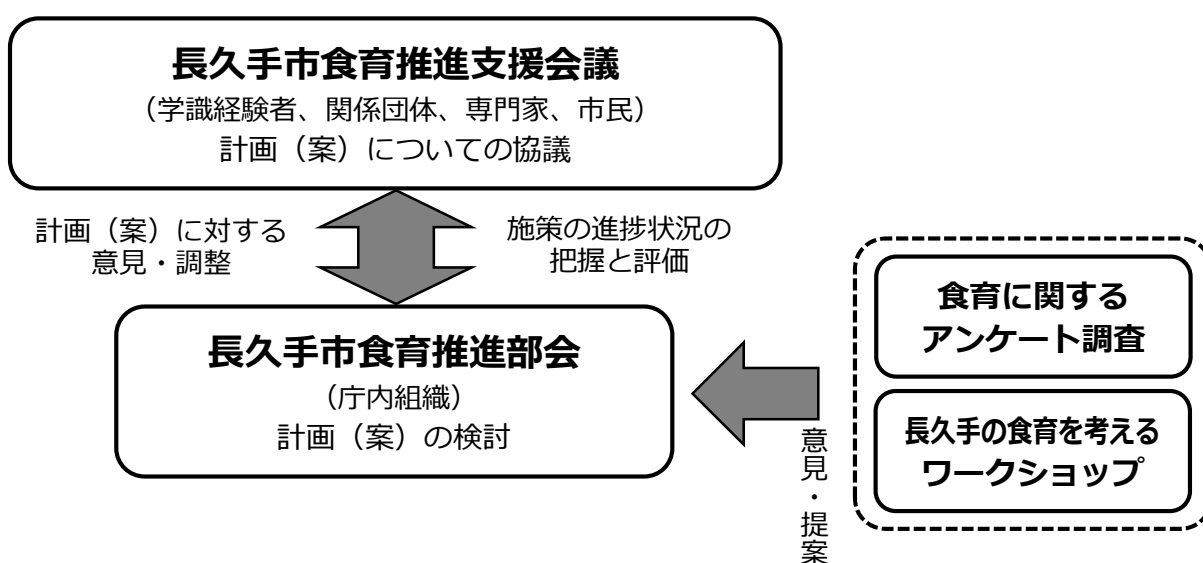 長久手市食育推進支援会議
（学識経験者、関係団体、専門家、市民）
計画（案）についての協議
計画（案）に対する
意見・調整
施策の進捗状況の
把握と評価
長久手市食育推進部会
（庁内組織）
計画（案）の検討
意見・提案
食育に関する
アンケート調査
長久手の食育を考える
ワークショップ